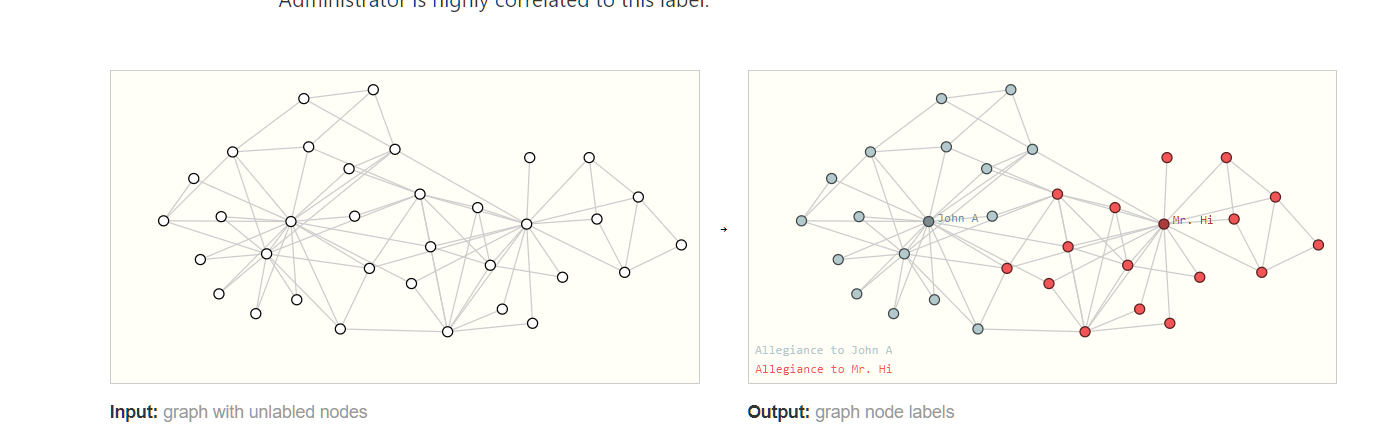 Administrator is highly correlated to this label.
John A
Mr. Hi
Allegiance to John A
Allegiance to Mr. Hi
Input: graph with unlabled nodes
Output: graph node labels